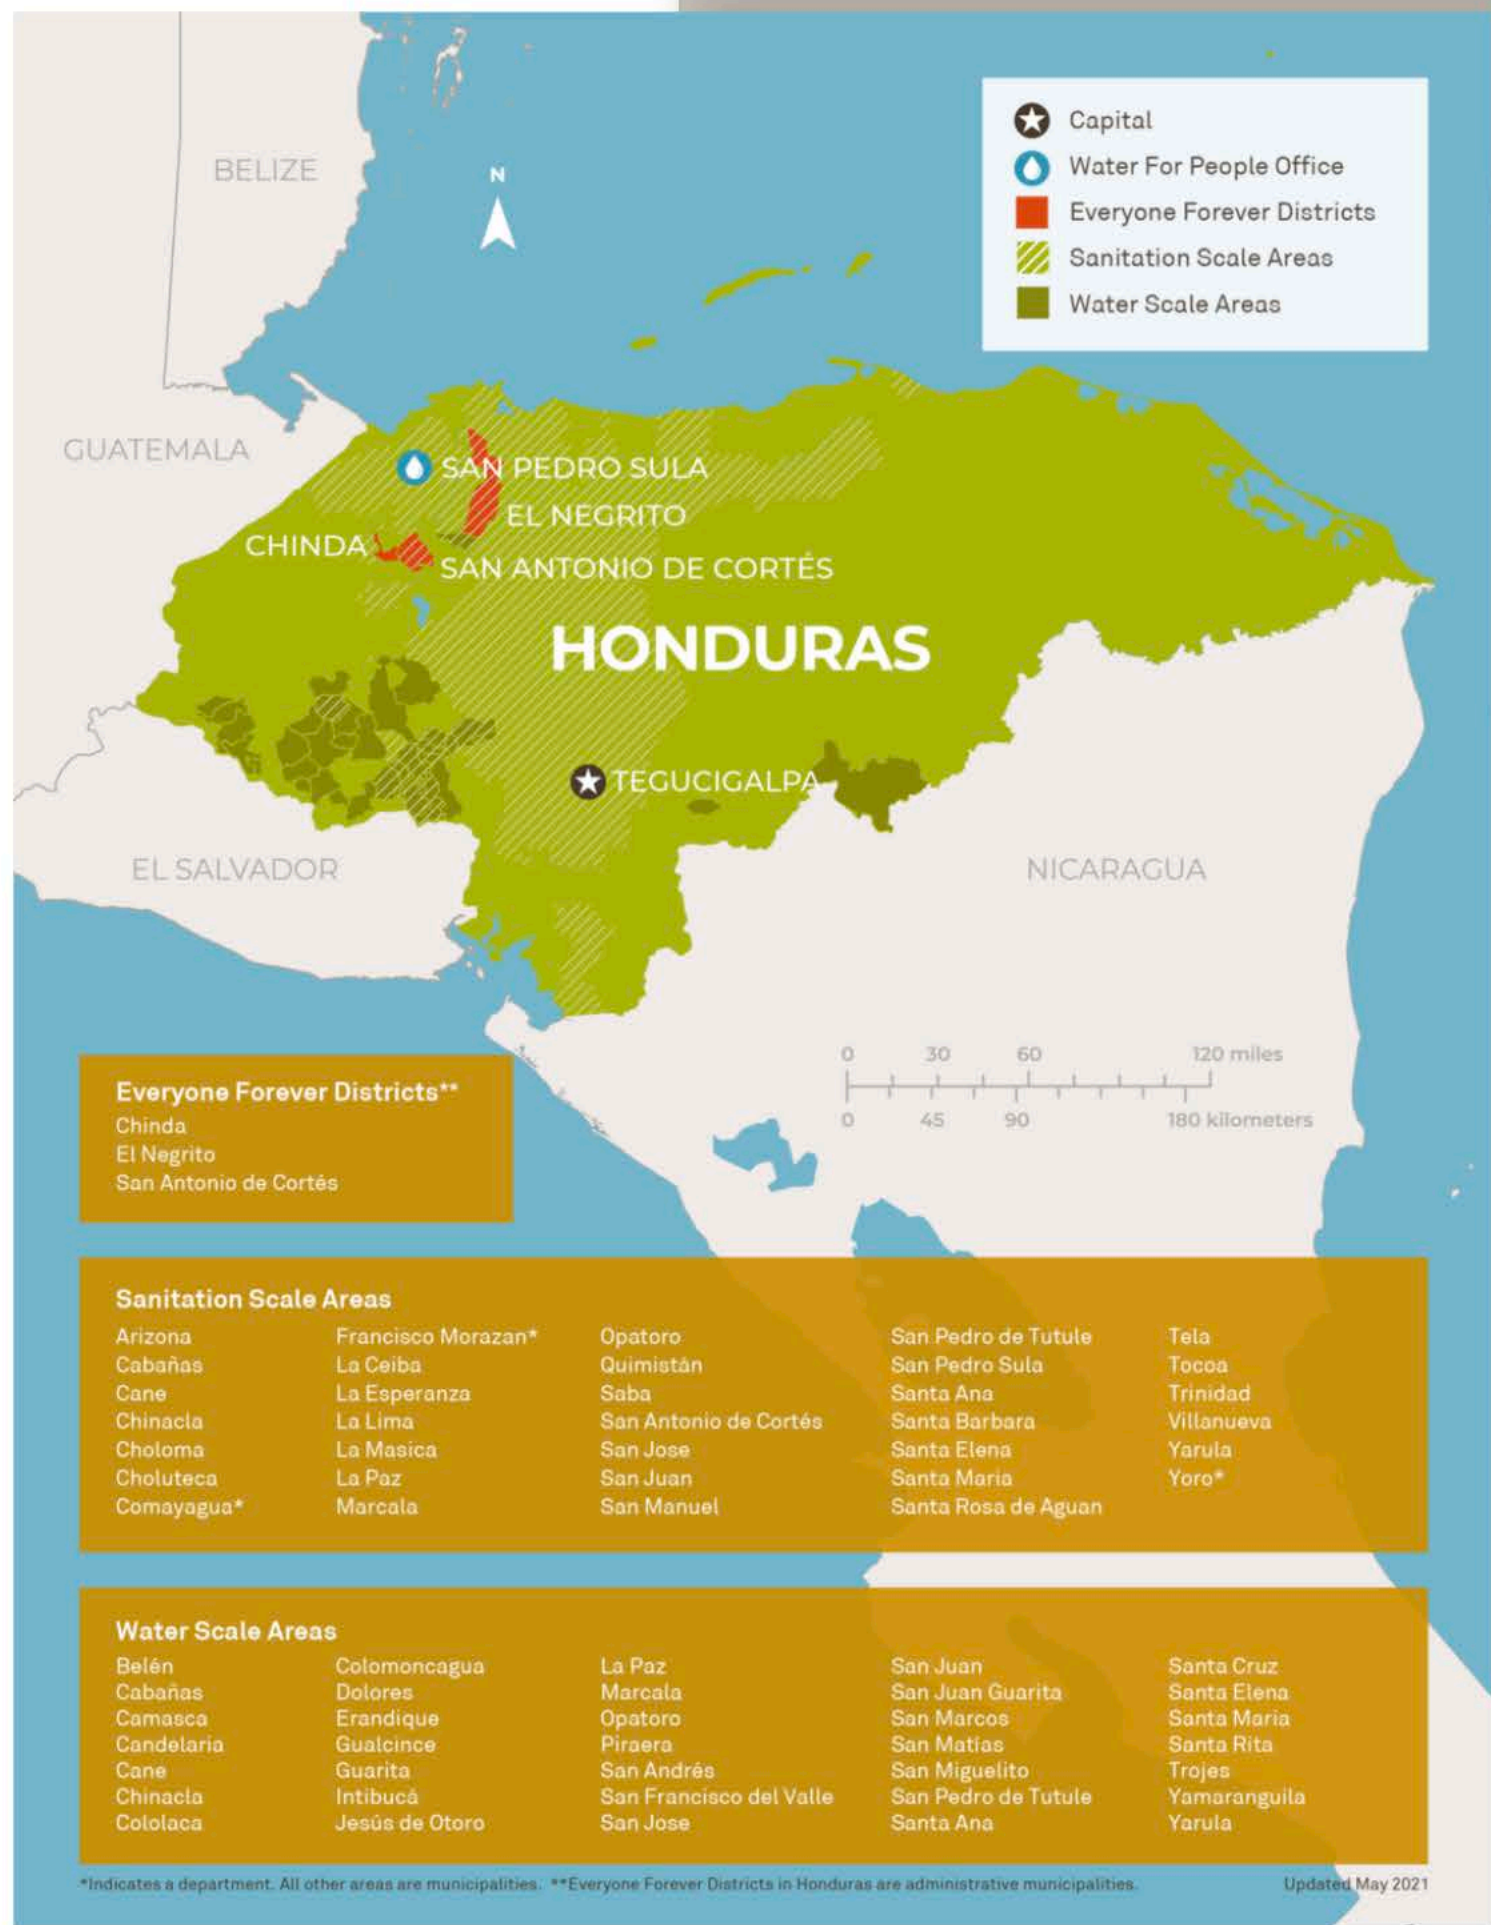 BELIZE
N
Capital
Water For People Office
Everyone Forever Districts
Sanitation Scale Areas
Water Scale Areas
GUATEMALA
SAN PEDRO SULA
EL NEGRITO
CHINDA
SAN ANTONIO DE CORTÉS
HONDURAS
TEGUCIGALPA
EL SALVADOR
NICARAGUA
0 30 60 120 miles
0 45 90 180 kilometers
Everyone Forever Districts**
Chinda
El Negrito
San Antonio de Cortés
Sanitation Scale Areas
Arizona
Cabañas
Cane
Chinacla
Choloma
Choluteca
Comayagua*
Francisco Morazan*
La Ceiba
La Esperanza
La Lima
La Masica
La Paz
Marcala
Opatoro
Quimistán
Saba
San Antonio de Cortés
San Jose
San Juan
San Manuel
San Pedro de Tutule
San Pedro Sula
Santa Ana
Santa Barbara
Santa Elena
Santa Maria
Santa Rosa de Aguan
Tela
Tocoa
Trinidad
Villanueva
Yarula
Yoro*
Water Scale Areas
Belén
Cabañas
Camasca
Candelaria
Cane
Chinacla
Cololaca
Colomoncagua
Dolores
Erandique
Gualcince
Guarita
Intibucá
Jesús de Otoro
La Paz
Marcala
Opatoro
Piraera
San Andrés
San Francisco del Valle
San Jose
San Juan
San Juan Guarita
San Marcos
San Matías
San Miguelito
San Pedro de Tutule
Santa Ana
Santa Cruz
Santa Elena
Santa Maria
Santa Rita
Trojes
Yamaranguila
Yarula
*Indicates a department. All other areas are municipalities. **Everyone Forever Districts in Honduras are administrative municipalities.
Updated May 2021